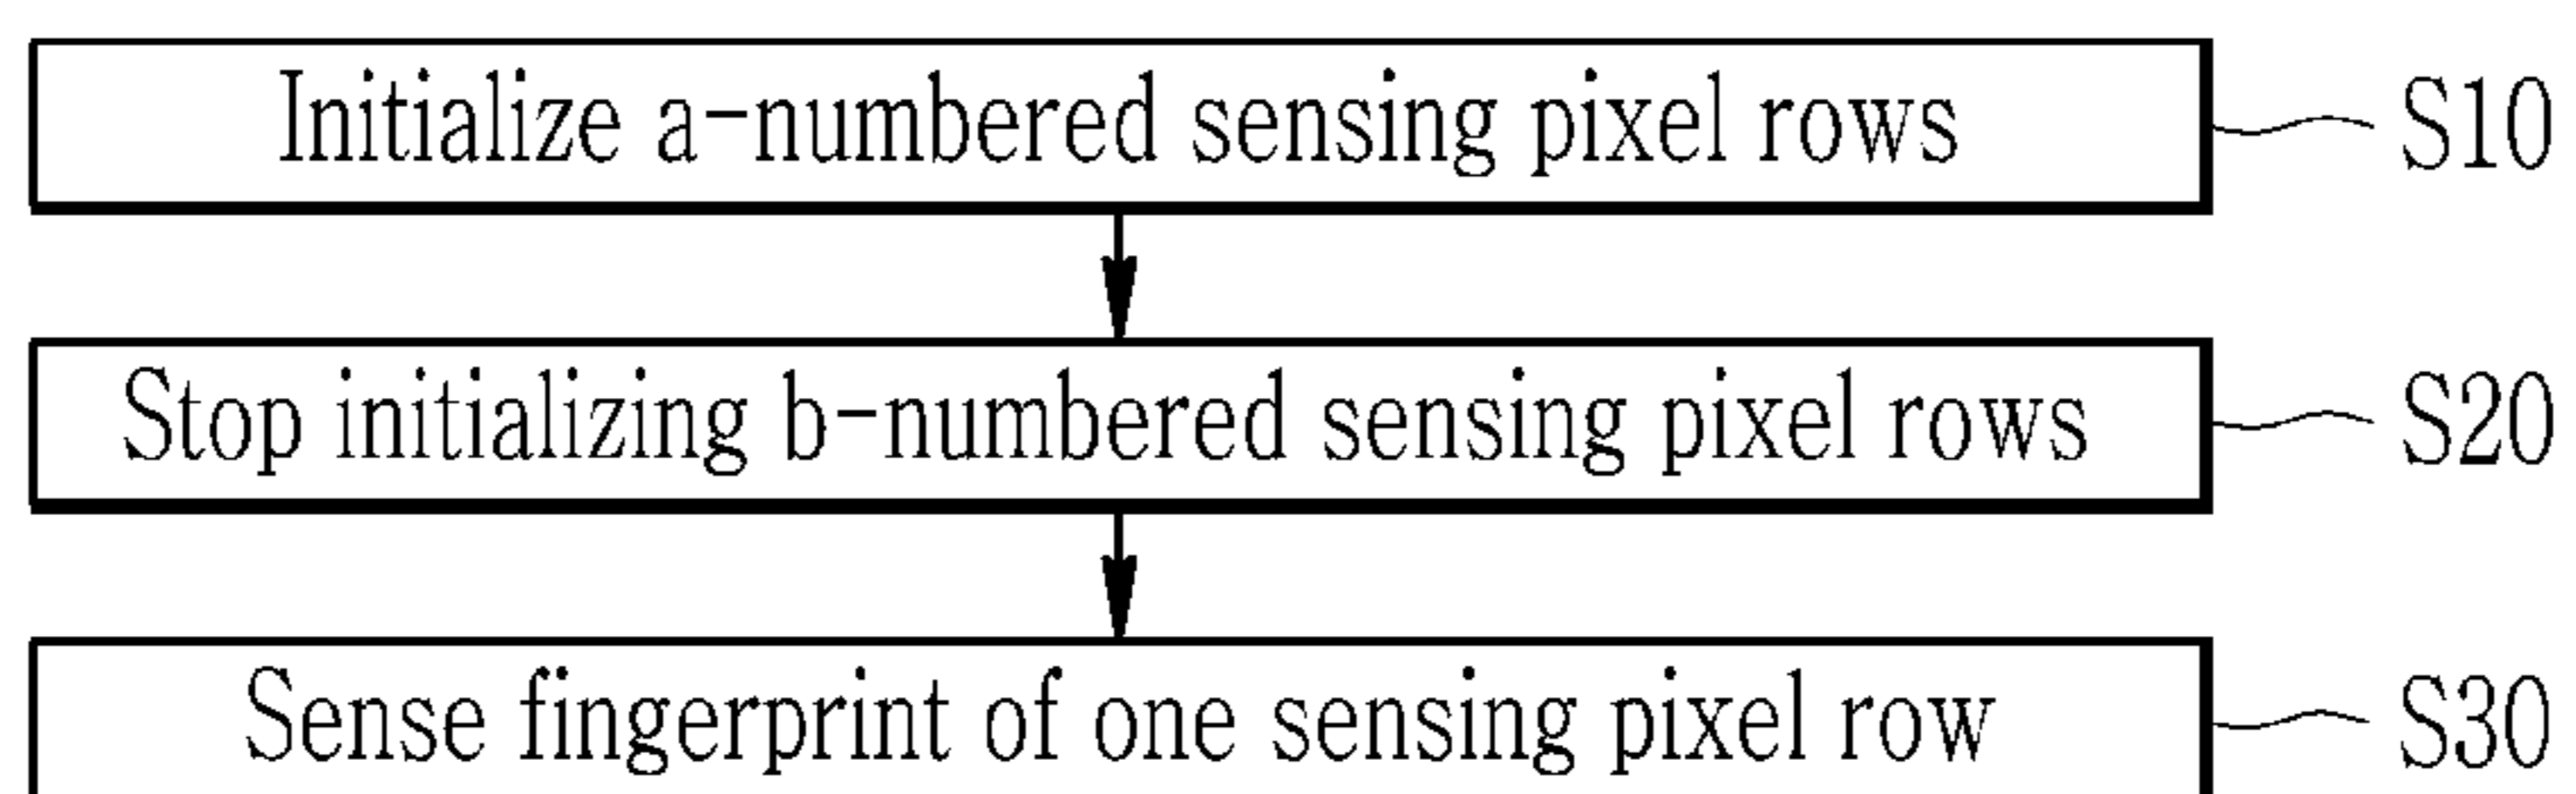 Initialize a-numbered sensing pixel rows S10
Stop initializing b-numbered sensing pixel rows S20
Sense fingerprint of one sensing pixel row S30